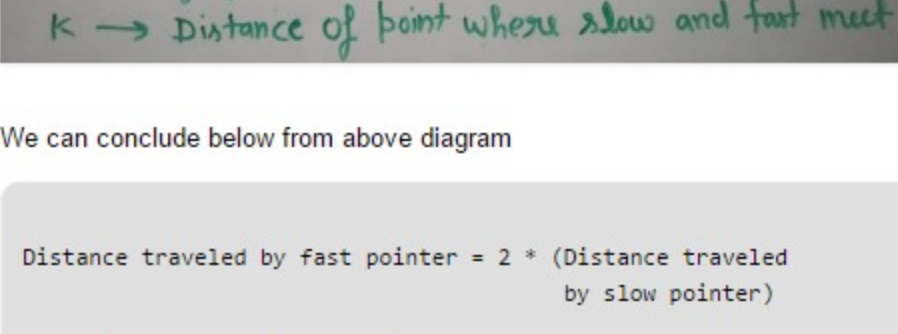 K → Distance of point where slow and fast meet
We can conclude below from above diagram
Distance traveled by fast pointer = 2 * (Distance traveled
by slow pointer)